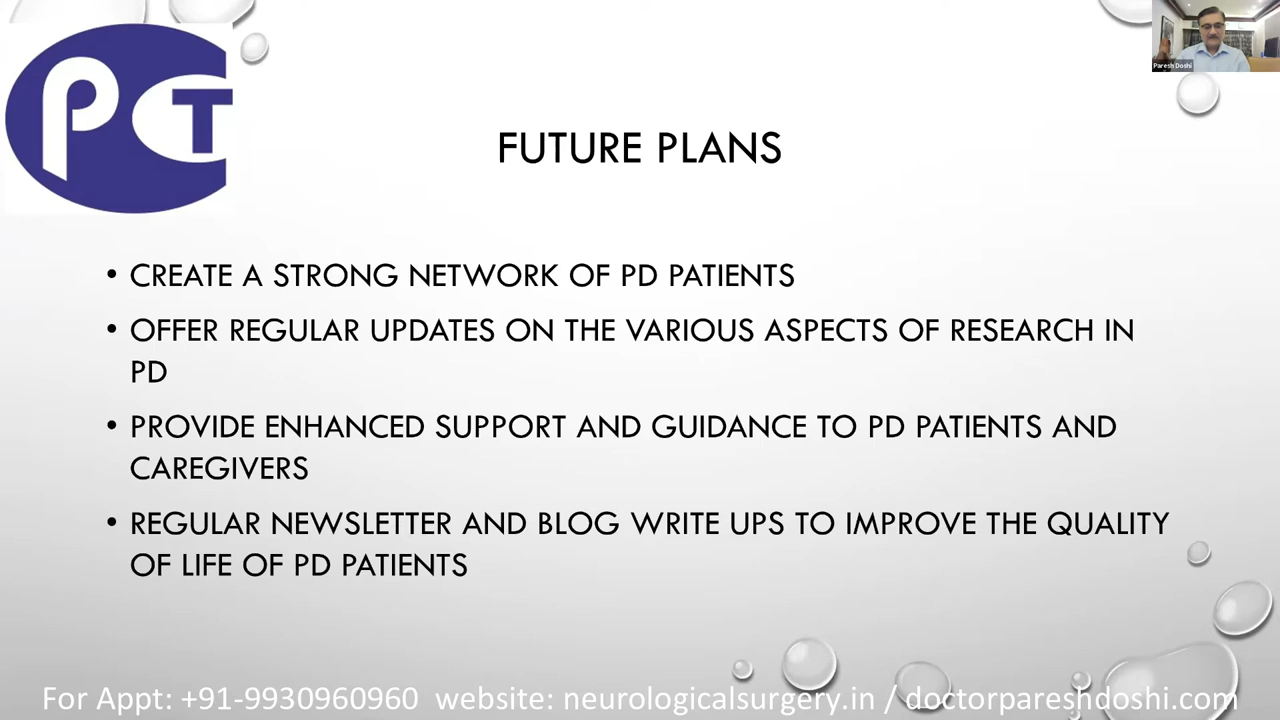 PCT
Paresh Doshi
FUTURE PLANS
• CREATE A STRONG NETWORK OF PD PATIENTS
• OFFER REGULAR UPDATES ON THE VARIOUS ASPECTS OF RESEARCH IN
PD
• PROVIDE ENHANCED SUPPORT AND GUIDANCE TO PD PATIENTS AND
CAREGIVERS
• REGULAR NEWSLETTER AND BLOG WRITE UPS TO IMPROVE THE QUALITY
OF LIFE OF PD PATIENTS
For Appt: +91-9930960960 website: neurologicalsurgery.in / doctorpareshdoshi.com